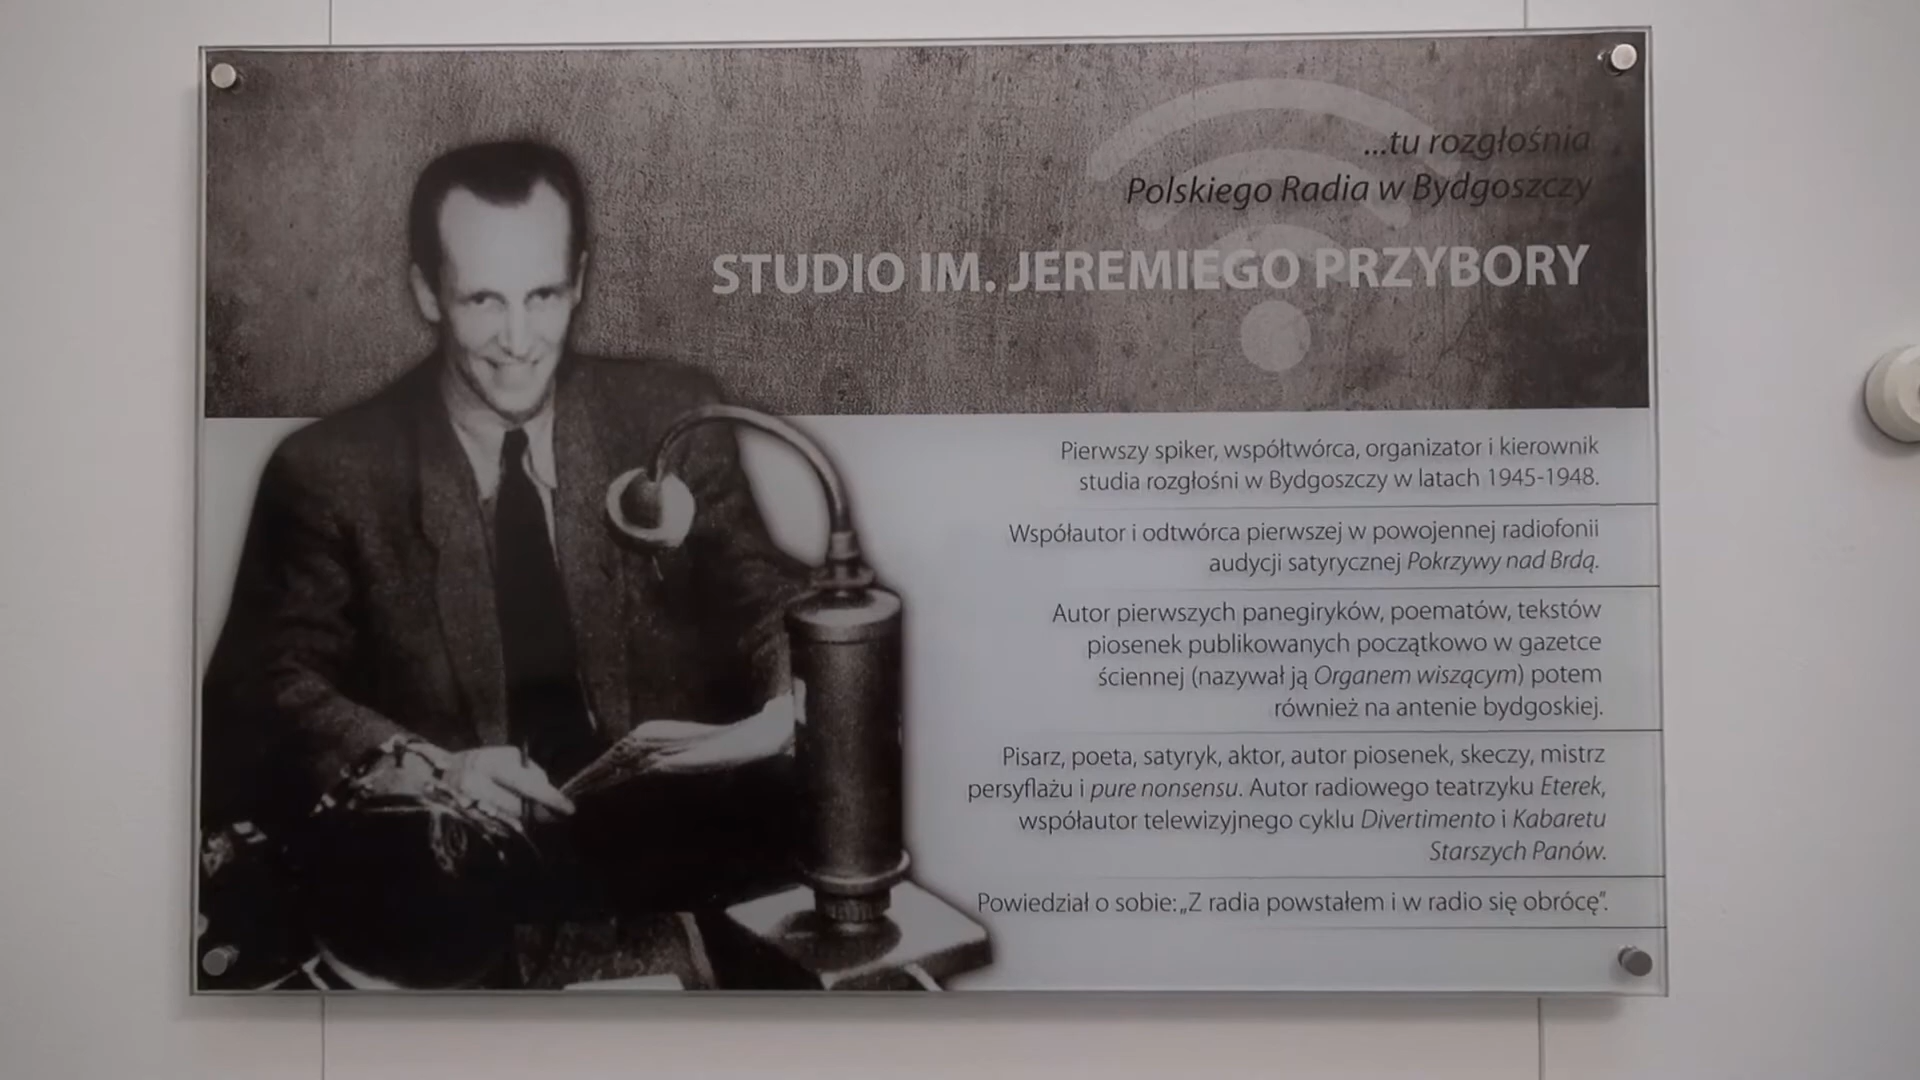 ...tu rozgłośnia
Polskiego Radia w Bydgoszczy
STUDIO IM. JEREMIEGO PRZYBORY
Pierwszy spiker, współtwórca, organizator i kierownik
studia rozgłośni w Bydgoszczy w latach 1945-1948.
Współautor i odtwórca pierwszej w powojennej radiofonii
audycji satyrycznej Pokrzywy nad Brdą.
Autor pierwszych panegiryków, poematów, tekstów
piosenek publikowanych początkowo w gazetce
ściennej (nazywał ją Organem wiszącym) potem
również na antenie bydgoskiej.
Pisarz, poeta, satyryk, aktor, autor piosenek, skeczy, mistrz
persyflażu i pure nonsensu. Autor radiowego teatrzyku Eterek,
współautor telewizyjnego cyklu Divertimento i Kabaretu
Starszych Panów.
Powiedział o sobie: „Z radia powstałem i w radio się obrócę”.